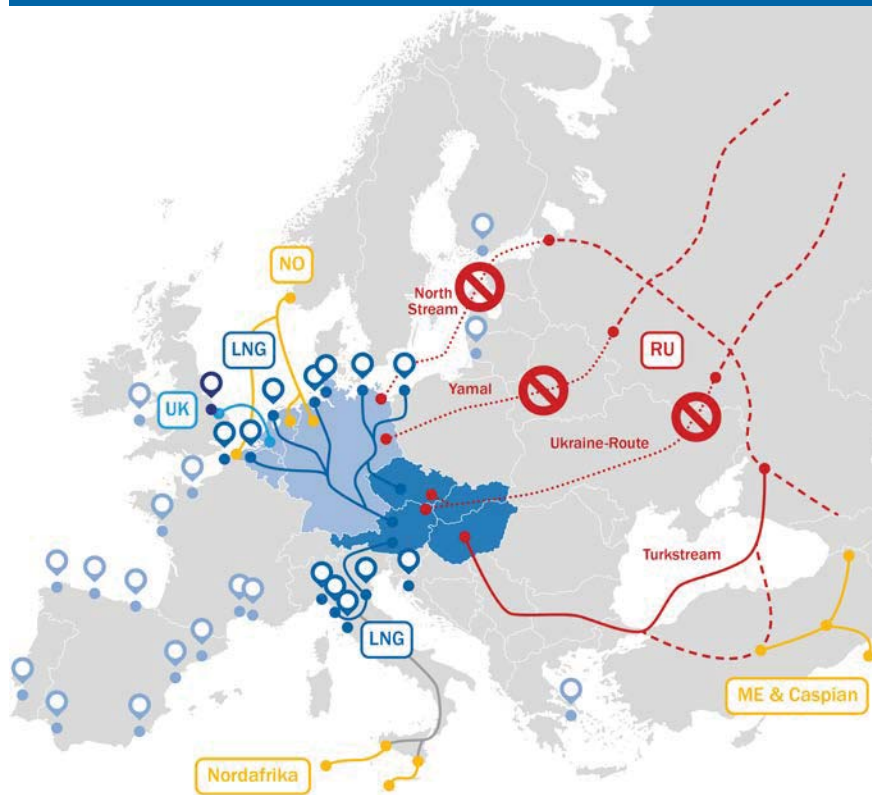 NO
North
Stream
LNG
RU
Yamal
UK
Ukraine-Route
Turkstream
LNG
ME & Caspian
Nordafrika